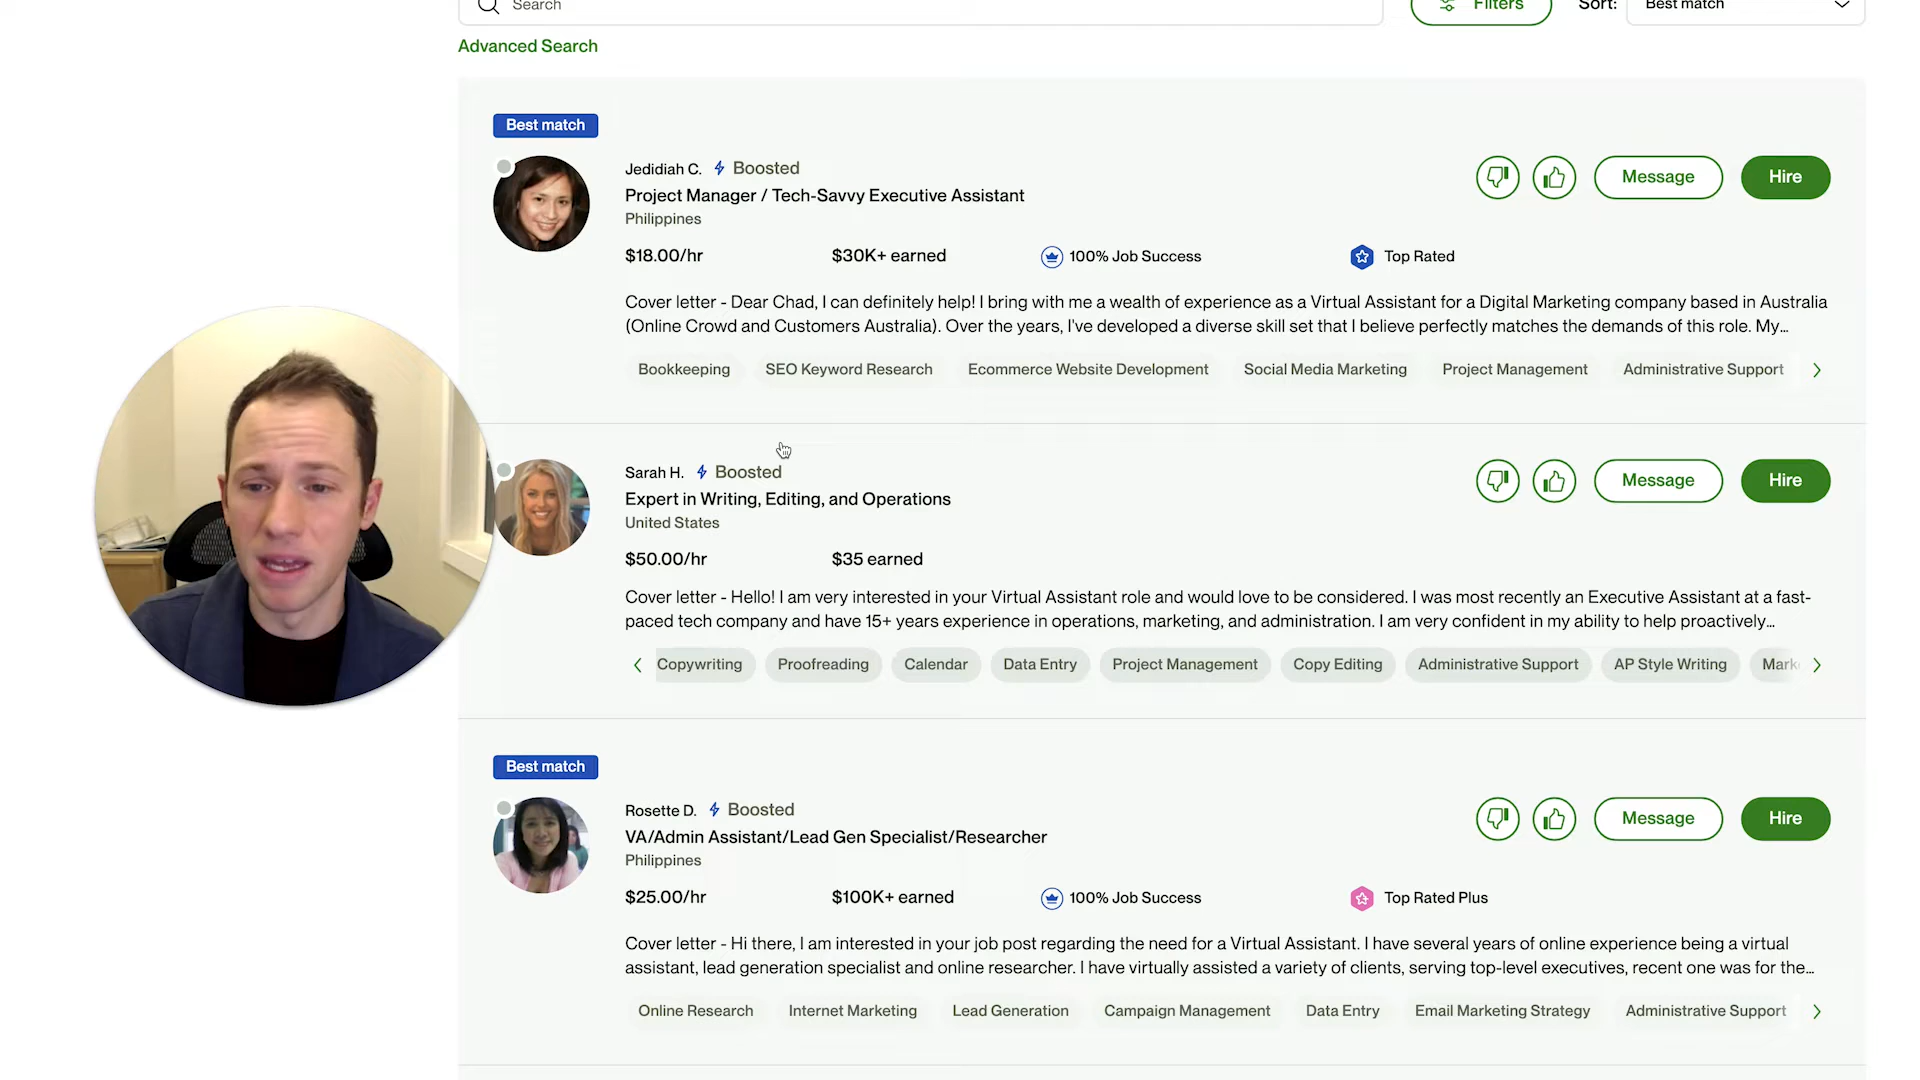 Search
Filters
Sort:
Best match
Advanced Search
Best match
Jedidiah C. Boosted
Project Manager / Tech-Savvy Executive Assistant
Philippines
$18.00/hr $30K+ earned 100% Job Success Top Rated
Message Hire
Cover letter - Dear Chad, I can definitely help! I bring with me a wealth of experience as a Virtual Assistant for a Digital Marketing company based in Australia
(Online Crowd and Customers Australia). Over the years, I've developed a diverse skill set that I believe perfectly matches the demands of this role. My...
Bookkeeping SEO Keyword Research Ecommerce Website Development Social Media Marketing Project Management Administrative Support
Sarah H. Boosted
Expert in Writing, Editing, and Operations
United States
$50.00/hr $35 earned
Message Hire
Cover letter - Hello! I am very interested in your Virtual Assistant role and would love to be considered. I was most recently an Executive Assistant at a fast-
paced tech company and have 15+ years experience in operations, marketing, and administration. I am very confident in my ability to help proactively...
Copywriting Proofreading Calendar Data Entry Project Management Copy Editing Administrative Support AP Style Writing Mark
Best match
Rosette D. Boosted
VA/Admin Assistant/Lead Gen Specialist/Researcher
Philippines
$25.00/hr $100K+ earned 100% Job Success Top Rated Plus
Message Hire
Cover letter - Hi there, I am interested in your job post regarding the need for a Virtual Assistant. I have several years of online experience being a virtual
assistant, lead generation specialist and online researcher. I have virtually assisted a variety of clients, serving top-level executives, recent one was for the...
Online Research Internet Marketing Lead Generation Campaign Management Data Entry Email Marketing Strategy Administrative Support